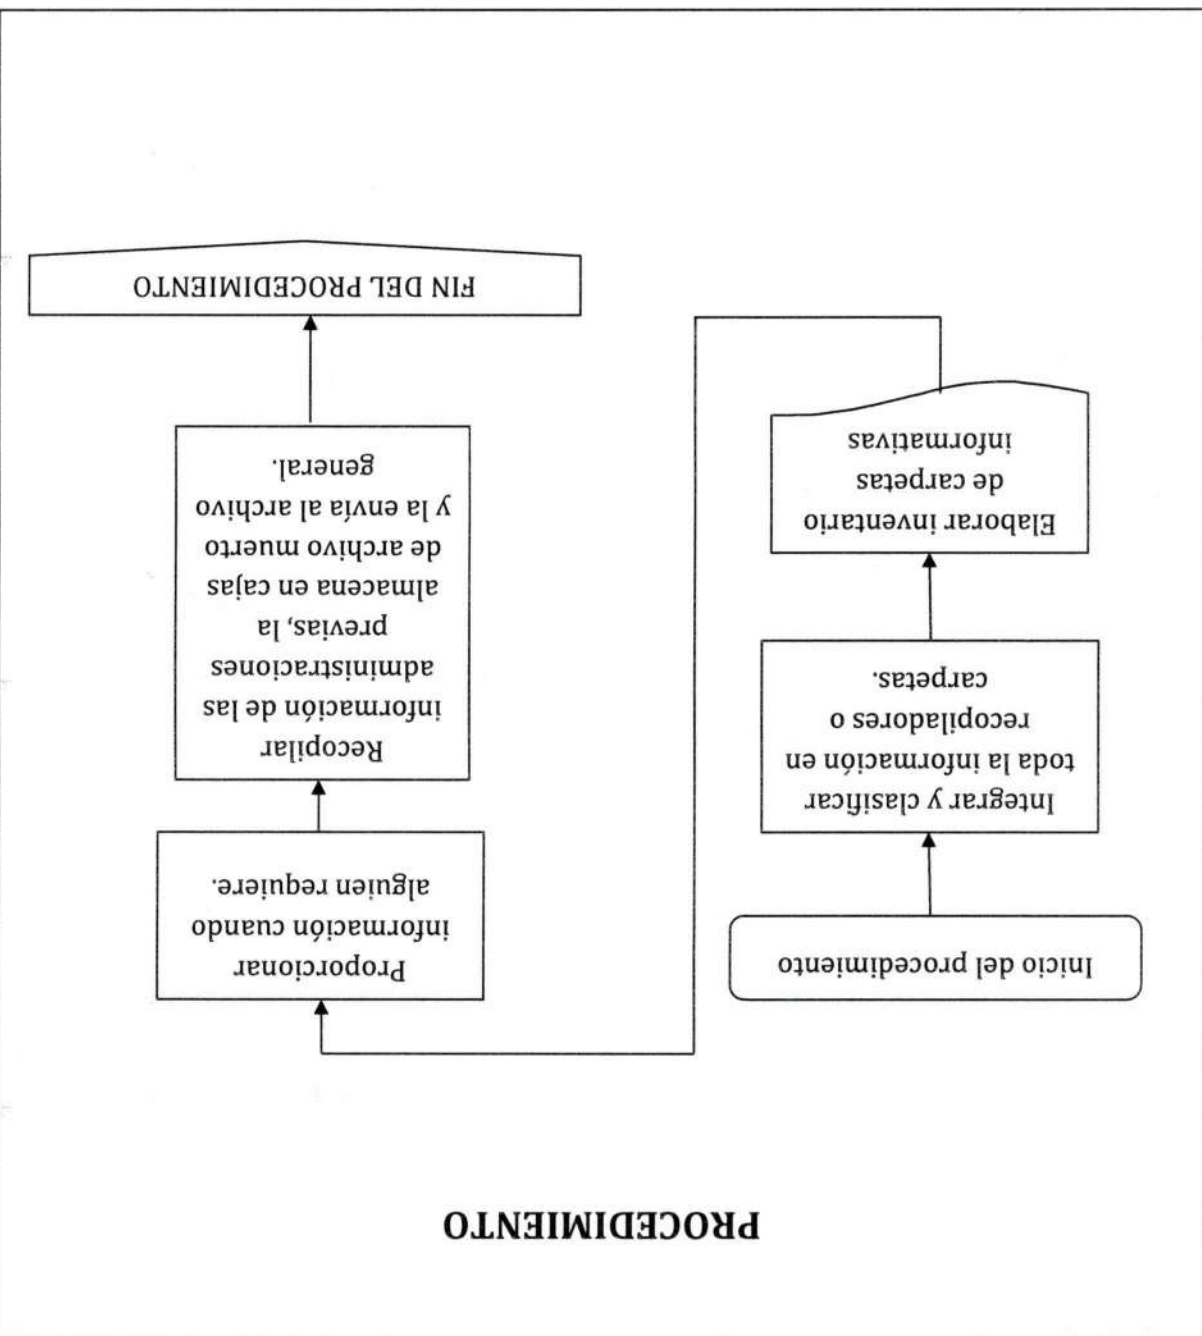 PROCEDIMIENTO
Inicio del procedimiento
Integrar y clasificar
toda la información en
recopiladores o
carpetas.
Elaborar inventario
de carpetas
informativas
Proporcionar
información cuando
alguien requiere.
Recopilar
información de las
administraciones
previas, la
almacena en cajas
de archivo muerto
y la envía al archivo
general.
FIN DEL PROCEDIMIENTO